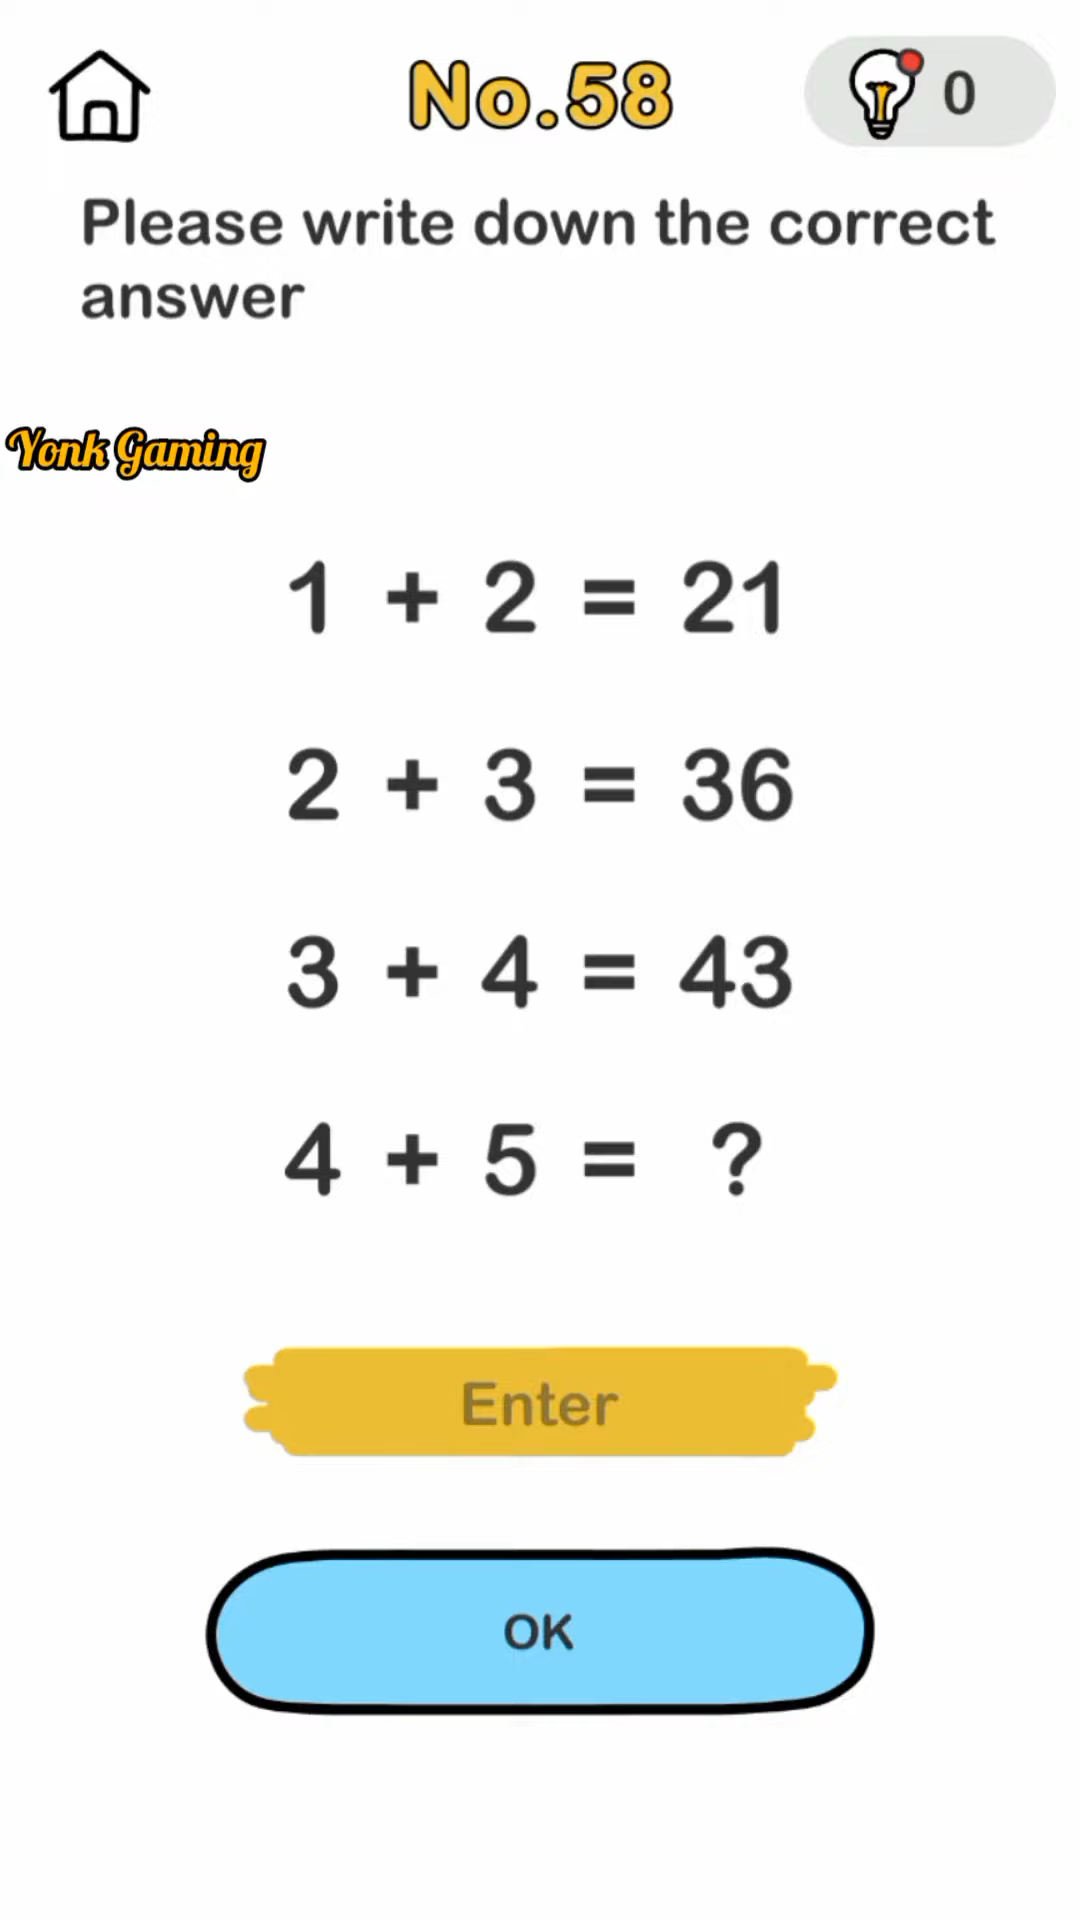 No.58
0
Please write down the correct
answer
Yonk Gaming
1 + 2 = 21
2 + 3 = 36
3 + 4 = 43
4 + 5 = ?
Enter
OK